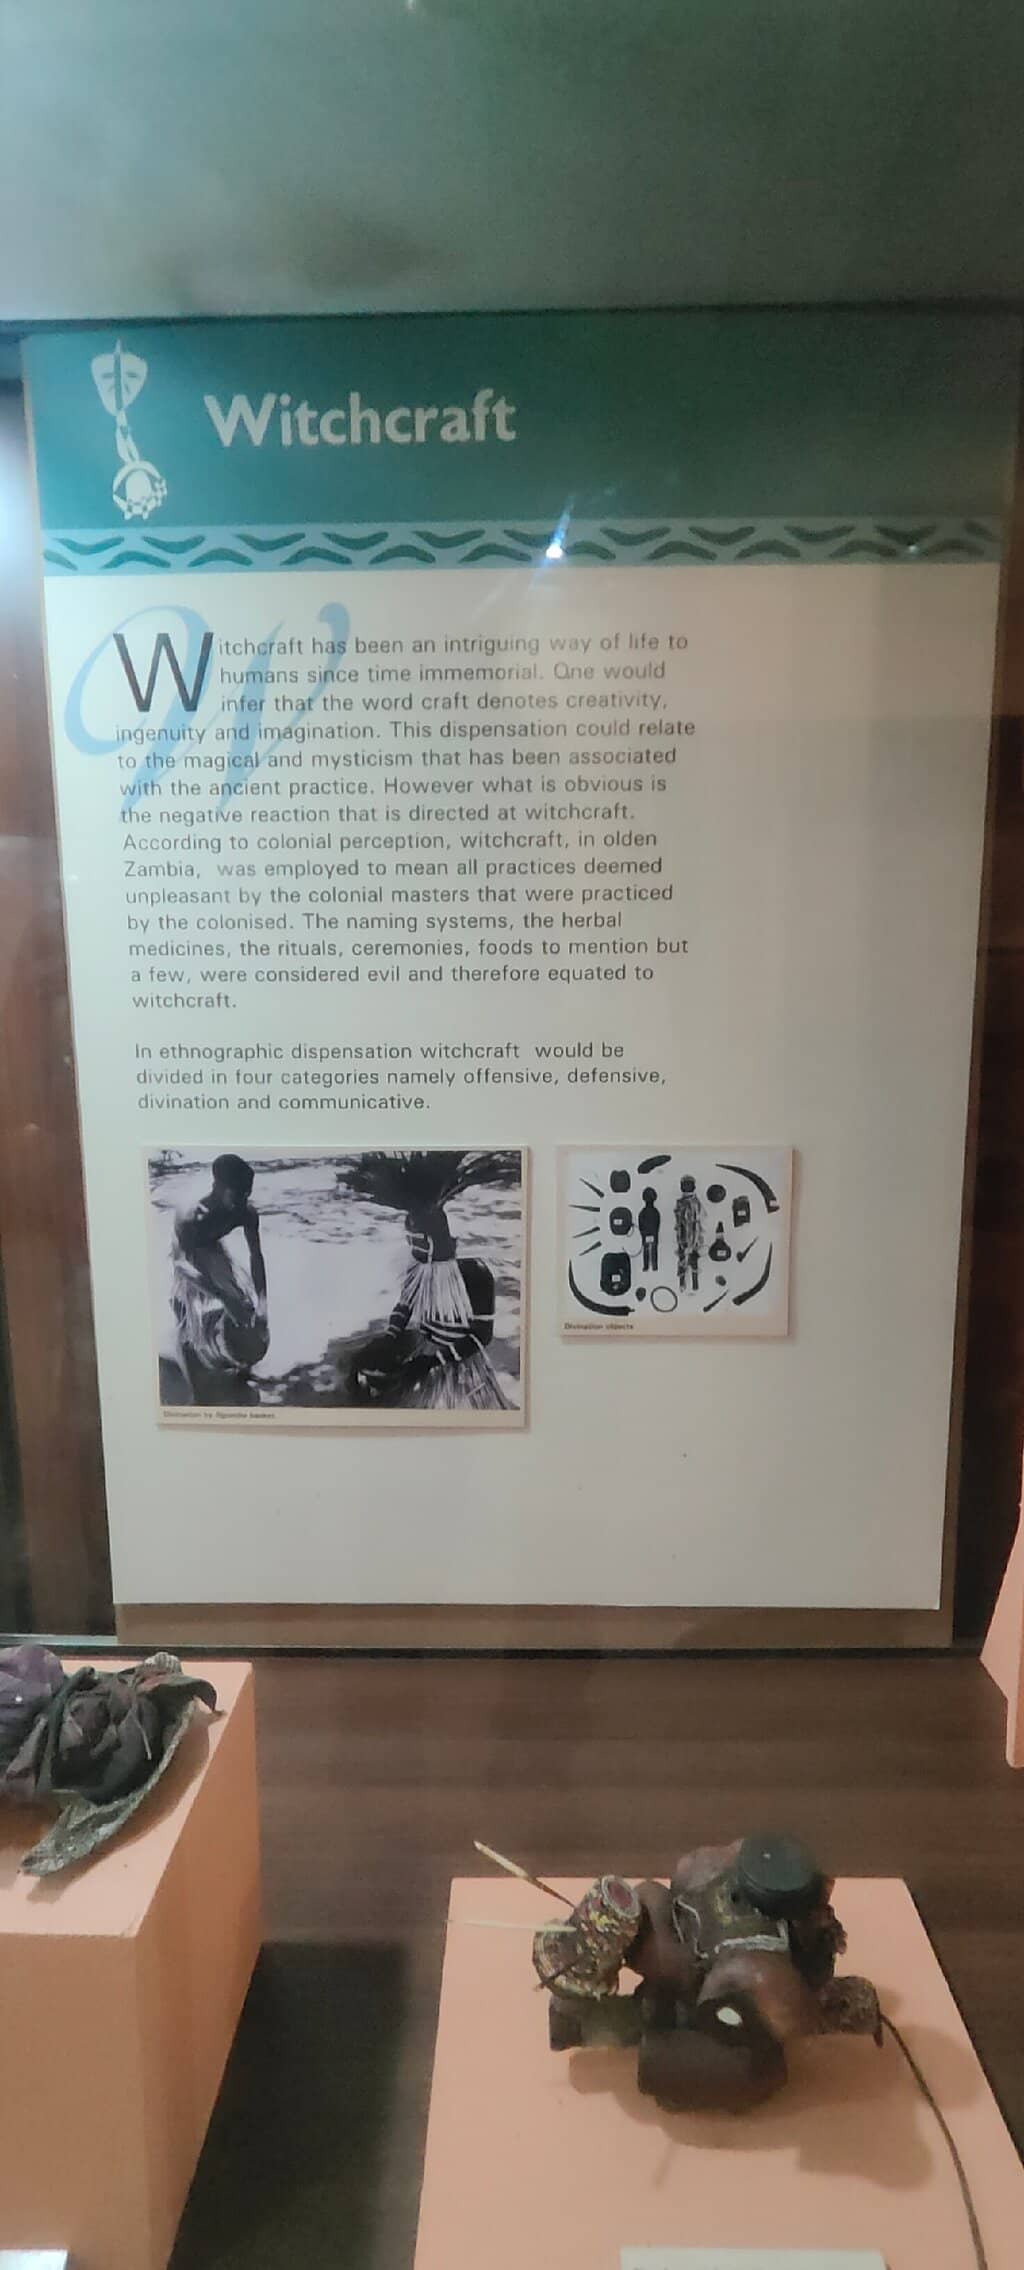 Witchcraft
Witchcraft has been an intriguing way of life to
humans since time immemorial. One would
infer that the word craft denotes creativity,
ingenuity and imagination. This dispensation could relate
to the magical and mysticism that has been associated
with the ancient practice. However what is obvious is
the negative reaction that is directed at witchcraft.
According to colonial perception, witchcraft, in olden
Zambia, was employed to mean all practices deemed
unpleasant by the colonial masters that were practiced
by the colonised. The naming systems, the herbal
medicines, the rituals, ceremonies, foods to mention but
a few, were considered evil and therefore equated to
witchcraft.
In ethnographic dispensation witchcraft would be
divided in four categories namely offensive, defensive,
divination and communicative.
Divination by Ngombo basket
Divination objects